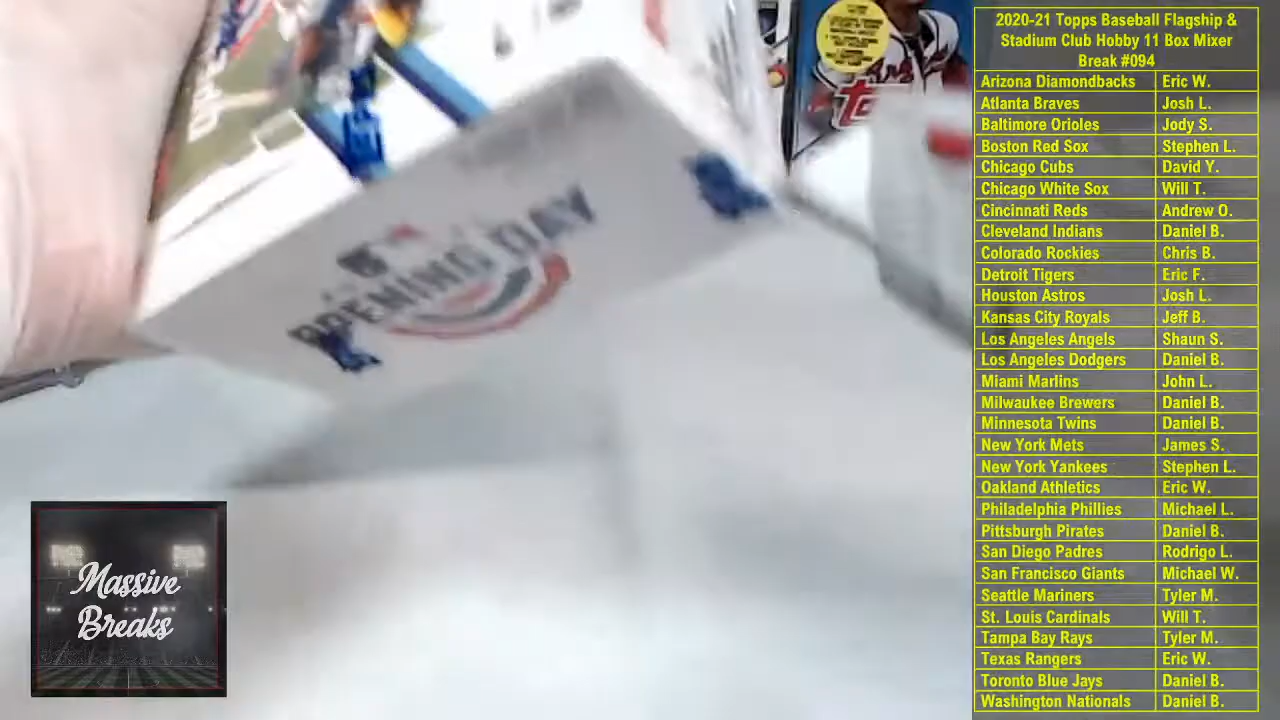 OPENING DAY
2020-21 Topps Baseball Flagship &
Stadium Club Hobby 11 Box Mixer
Break #094
Arizona Diamondbacks Eric W.
Atlanta Braves Josh L.
Baltimore Orioles Jody S.
Boston Red Sox Stephen L.
Chicago Cubs David Y.
Chicago White Sox Will T.
Cincinnati Reds Andrew O.
Cleveland Indians Daniel B.
Colorado Rockies Chris B.
Detroit Tigers Eric F.
Houston Astros Josh L.
Kansas City Royals Jeff B.
Los Angeles Angels Shaun S.
Los Angeles Dodgers Daniel B.
Miami Marlins John L.
Milwaukee Brewers Daniel B.
Minnesota Twins Daniel B.
New York Mets James S.
New York Yankees Stephen L.
Oakland Athletics Eric W.
Philadelphia Phillies Michael L.
Pittsburgh Pirates Daniel B.
San Diego Padres Rodrigo L.
San Francisco Giants Michael W.
Seattle Mariners Tyler M.
St. Louis Cardinals Will T.
Tampa Bay Rays Tyler M.
Texas Rangers Eric W.
Toronto Blue Jays Daniel B.
Washington Nationals Daniel B.
Massive
Breaks